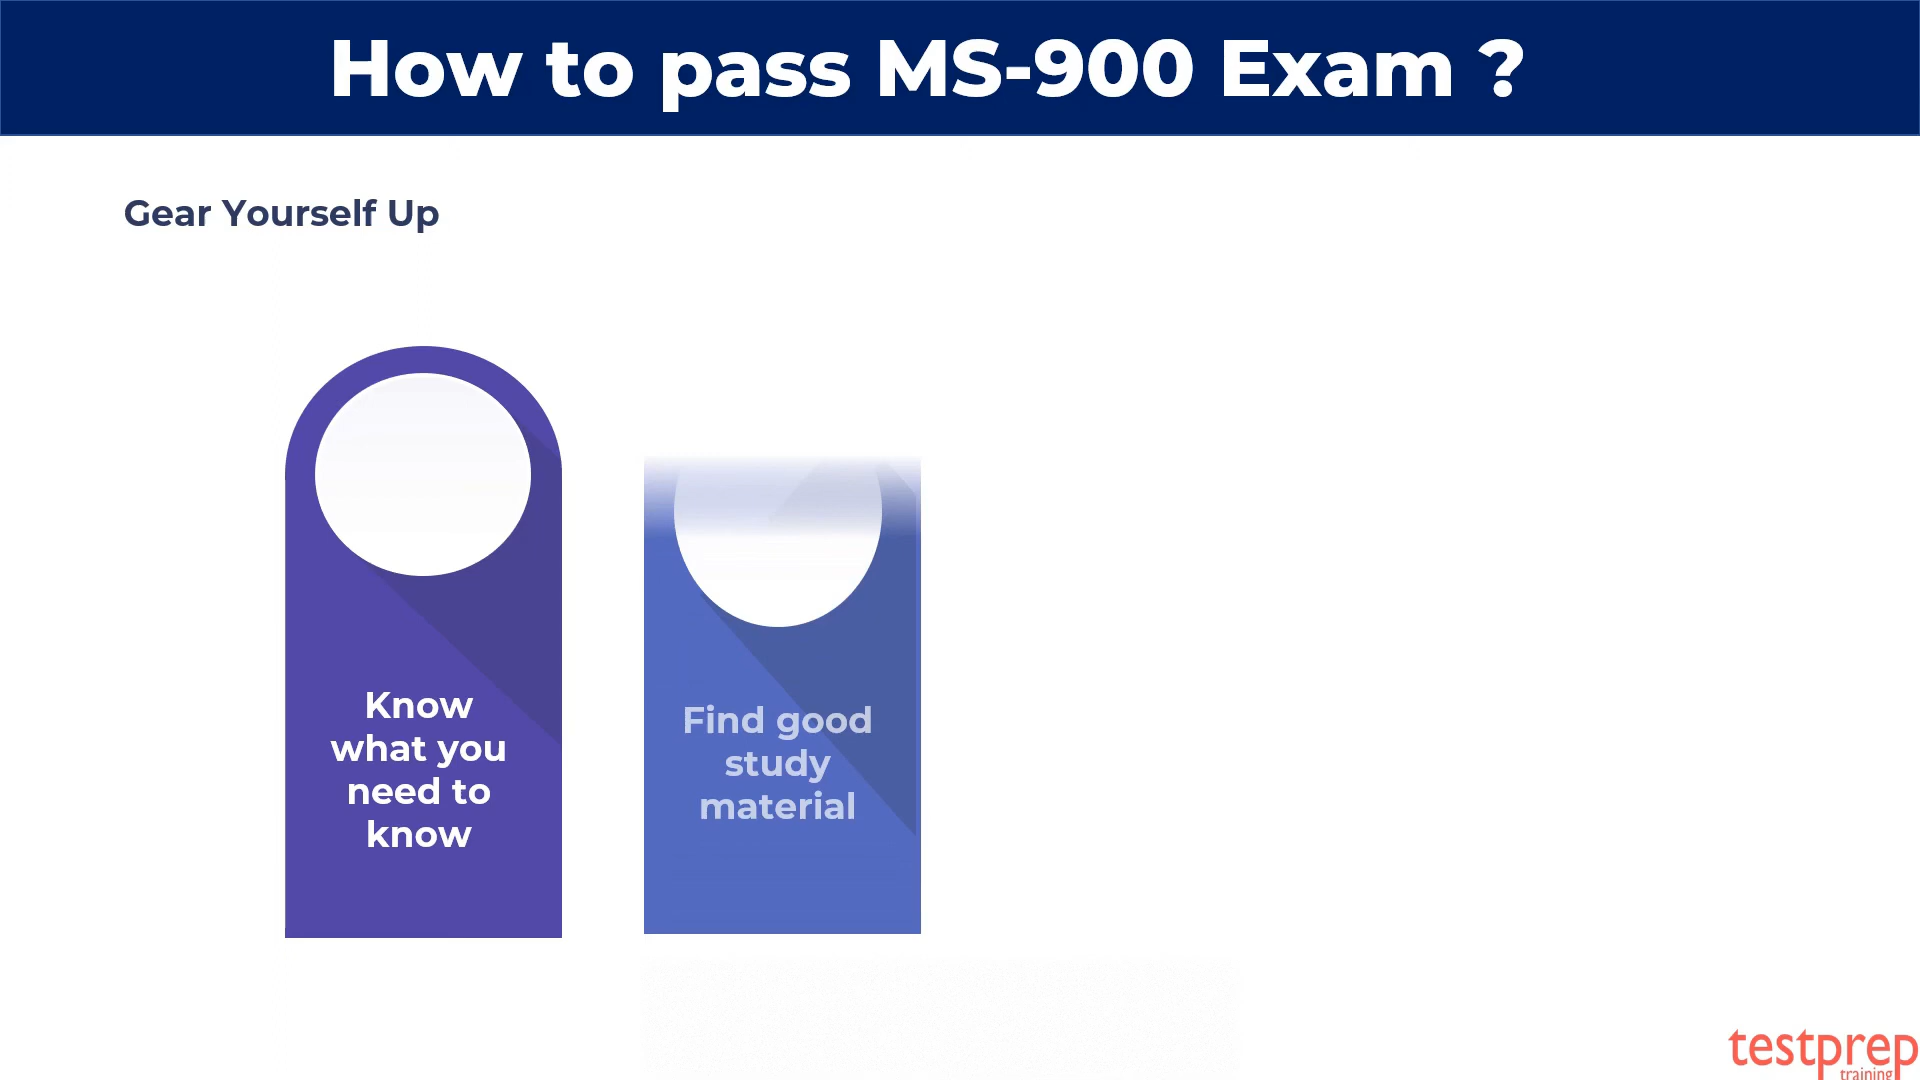 How to pass MS-900 Exam ?
Gear Yourself Up
Know
what you
need to
know
Find good
study
material
testprep
training